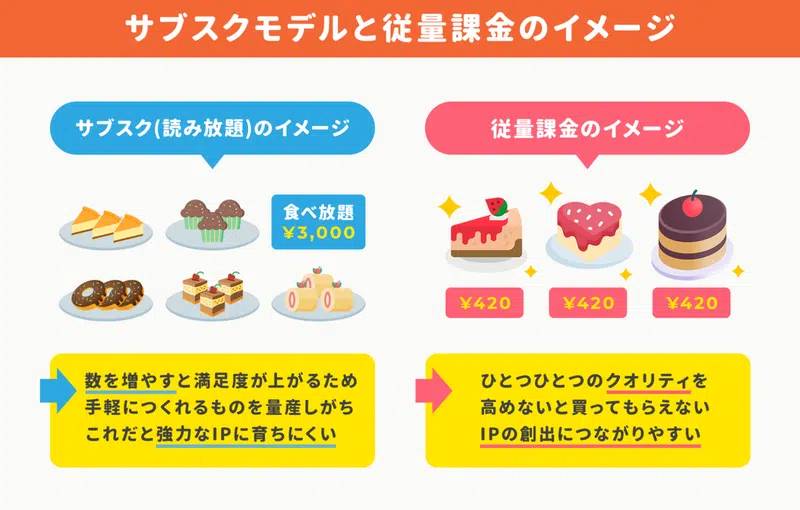 サブスクモデルと従量課金のイメージ
サブスク(読み放題)のイメージ
食べ放題
¥3,000
数を増やすと満足度が上がるため
手軽につくれるものを量産しがち
これだと強力なIPに育ちにくい
従量課金のイメージ
¥420
¥420
¥420
ひとつひとつのクオリティを
高めないと買ってもらえない
IPの創出につながりやすい